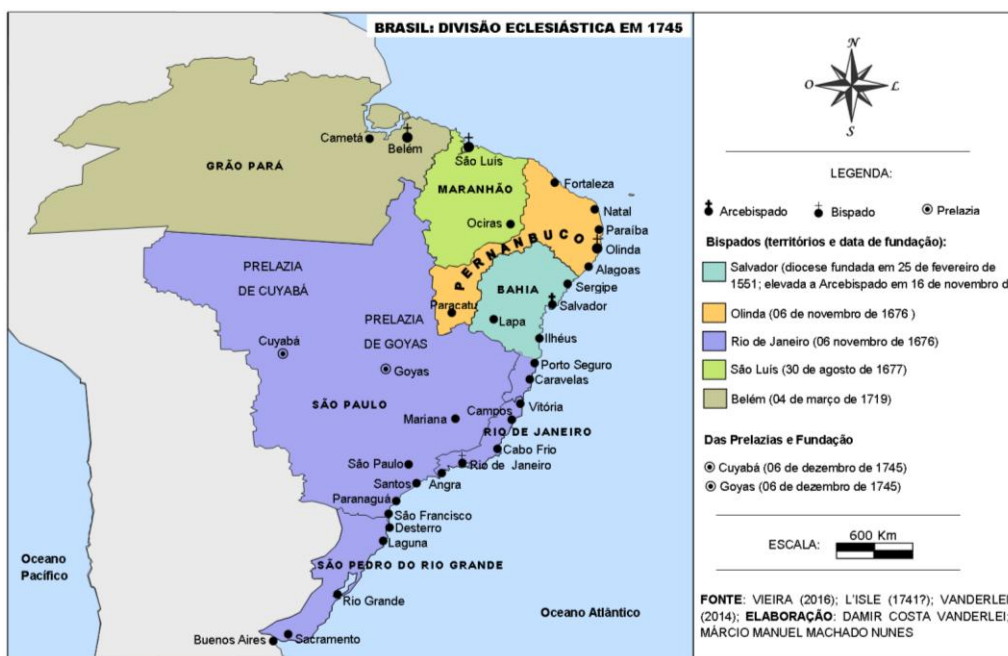 BRASIL: DIVISÃO ECLESIÁSTICA EM 1745
Cametá
Belém
São Luís
GRÃO PARÁ
MARANHÃO
Fortaleza
Natal
Ociras
Paraíba
PERNANBUCO
Olinda
Alagoas
PRELAZIA
DE CUYABÁ
BAHIA
Sergipe
Paracatu
Salvador
PRELAZIA
DE GOYAS
Lapa
Ilhéus
Cuyabá
Goyas
Porto Seguro
Caravelas
SÃO PAULO
Mariana
Campos
Vitória
RIO DE JANEIRO
Cabo Frio
São Paulo
Rio de Janeiro
Santos
Angra
Paranaguá
São Francisco
Desterro
Laguna
SÃO PEDRO DO RIO GRANDE
Oceano
Pacífico
Rio Grande
Oceano Atlântico
Buenos Aires
Sacramento
N
O
L
S
LEGENDA:
Arcebispado
Bispado
Prelazia
Bispados (territórios e data de fundação):
Salvador (diocese fundada em 25 de fevereiro de
1551; elevada a Arcebispado em 16 de novembro d
Olinda (06 de novembro de 1676 )
Rio de Janeiro (06 novembro de 1676)
São Luís (30 de agosto de 1677)
Belém (04 de março de 1719)
Das Prelazias e Fundação
Cuyabá (06 de dezembro de 1745)
Goyas (06 de dezembro de 1745)
ESCALA:
600 Km
FONTE: VIEIRA (2016); L'ISLE (1741?); VANDERLEI
(2014); ELABORAÇÃO: DAMIR COSTA VANDERLEI;
MÁRCIO MANUEL MACHADO NUNES